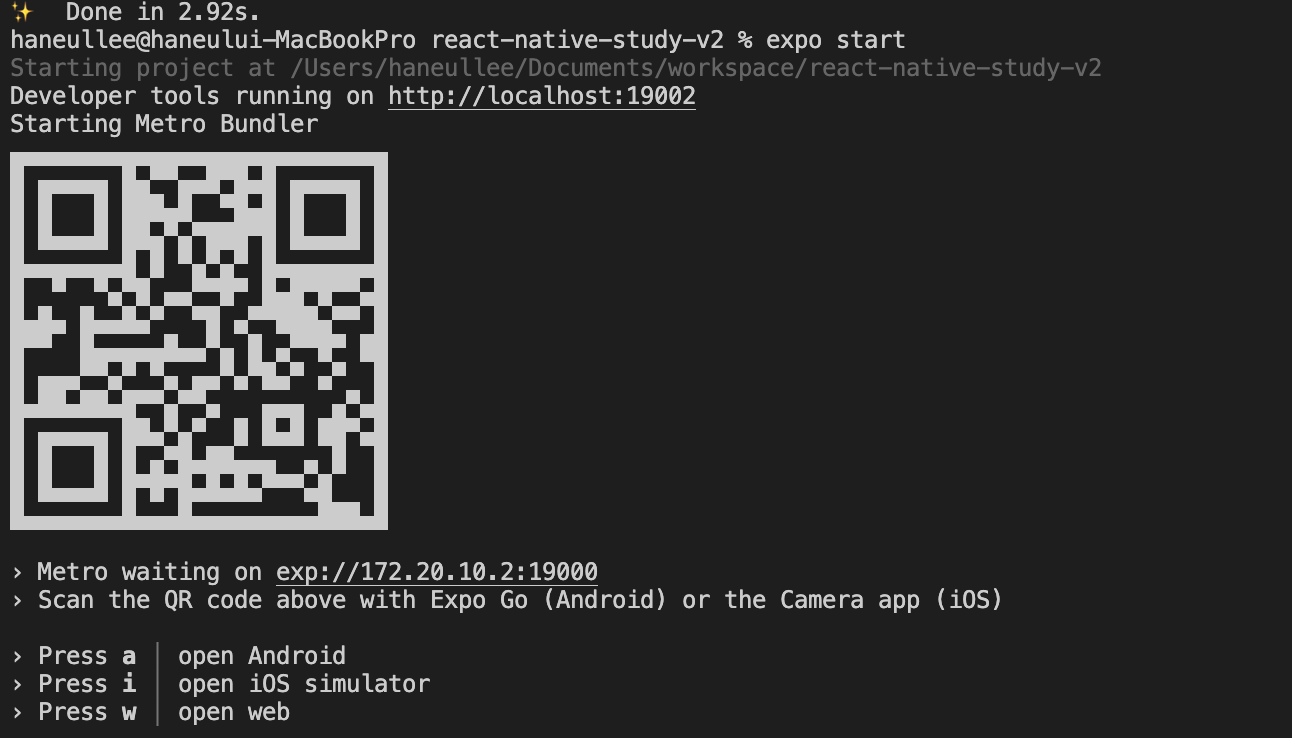 ✨  Done in 2.92s.
haneullee@haneului-MacBookPro react-native-study-v2 % expo start
Starting project at /Users/haneullee/Documents/workspace/react-native-study-v2
Developer tools running on http://localhost:19002
Starting Metro Bundler
› Metro waiting on exp://172.20.10.2:19000
› Scan the QR code above with Expo Go (Android) or the Camera app (iOS)
› Press a │ open Android
› Press i │ open iOS simulator
› Press w │ open web